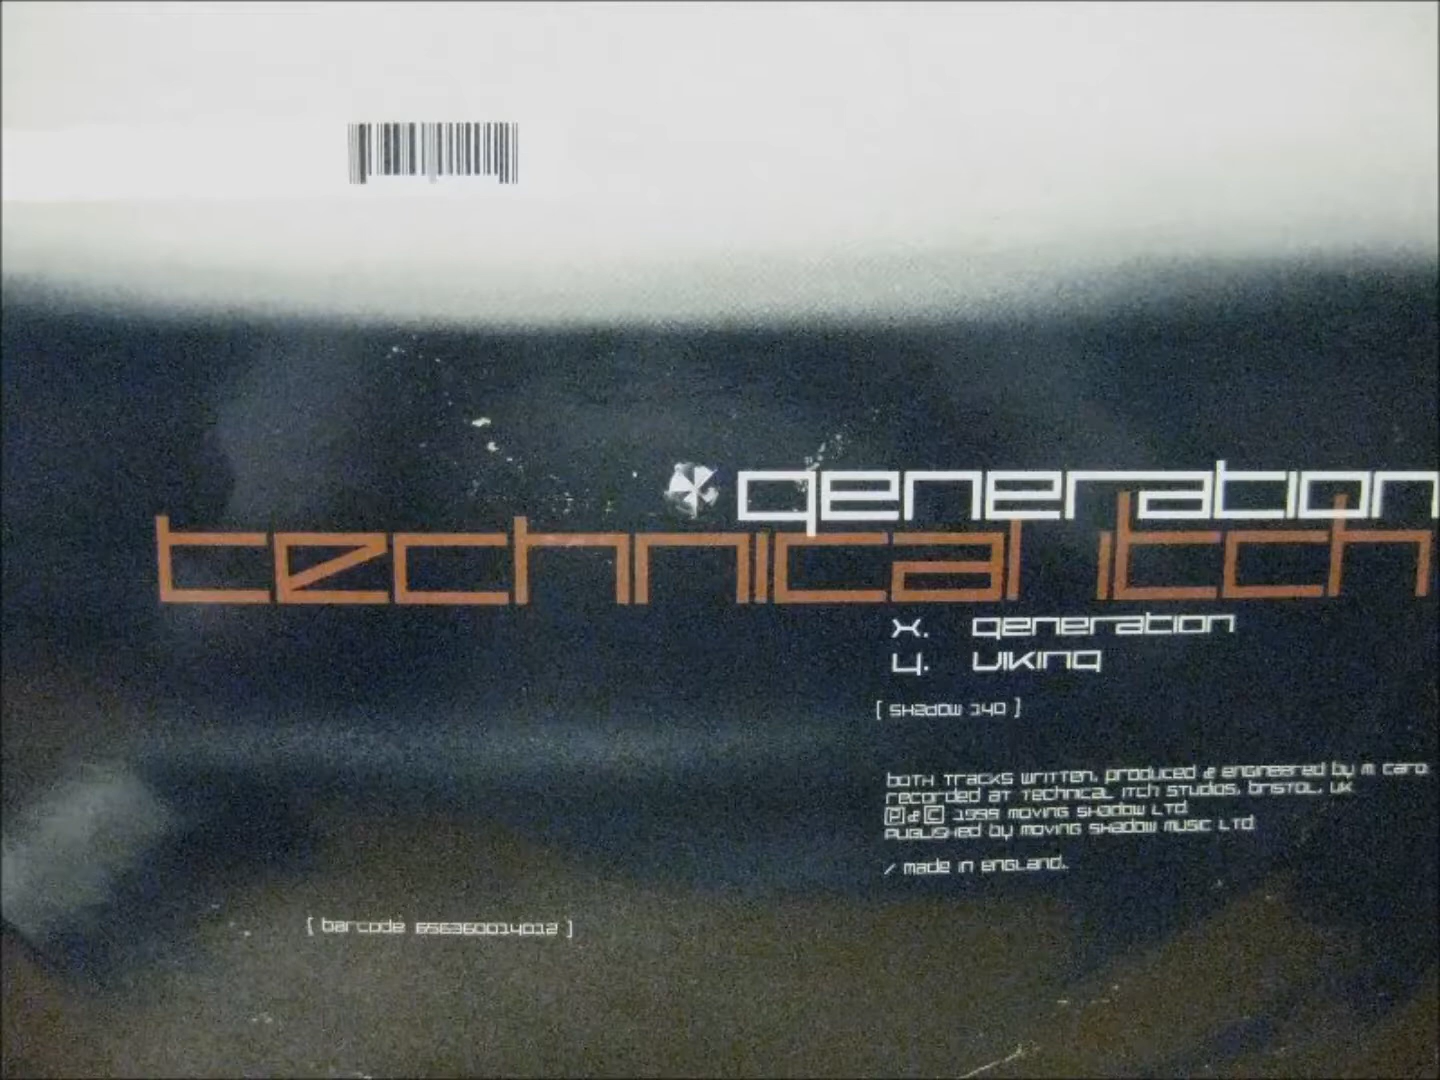 generation
technical itch
x. generation
y. viking
[ shadow 140 ]
both tracks written, produced & engineered by m. caro.
recorded at technical itch studios, bristol, uk
P & C 1999 moving shadow ltd
published by moving shadow music ltd
/ made in england.
[ barcode 656360014012 ]